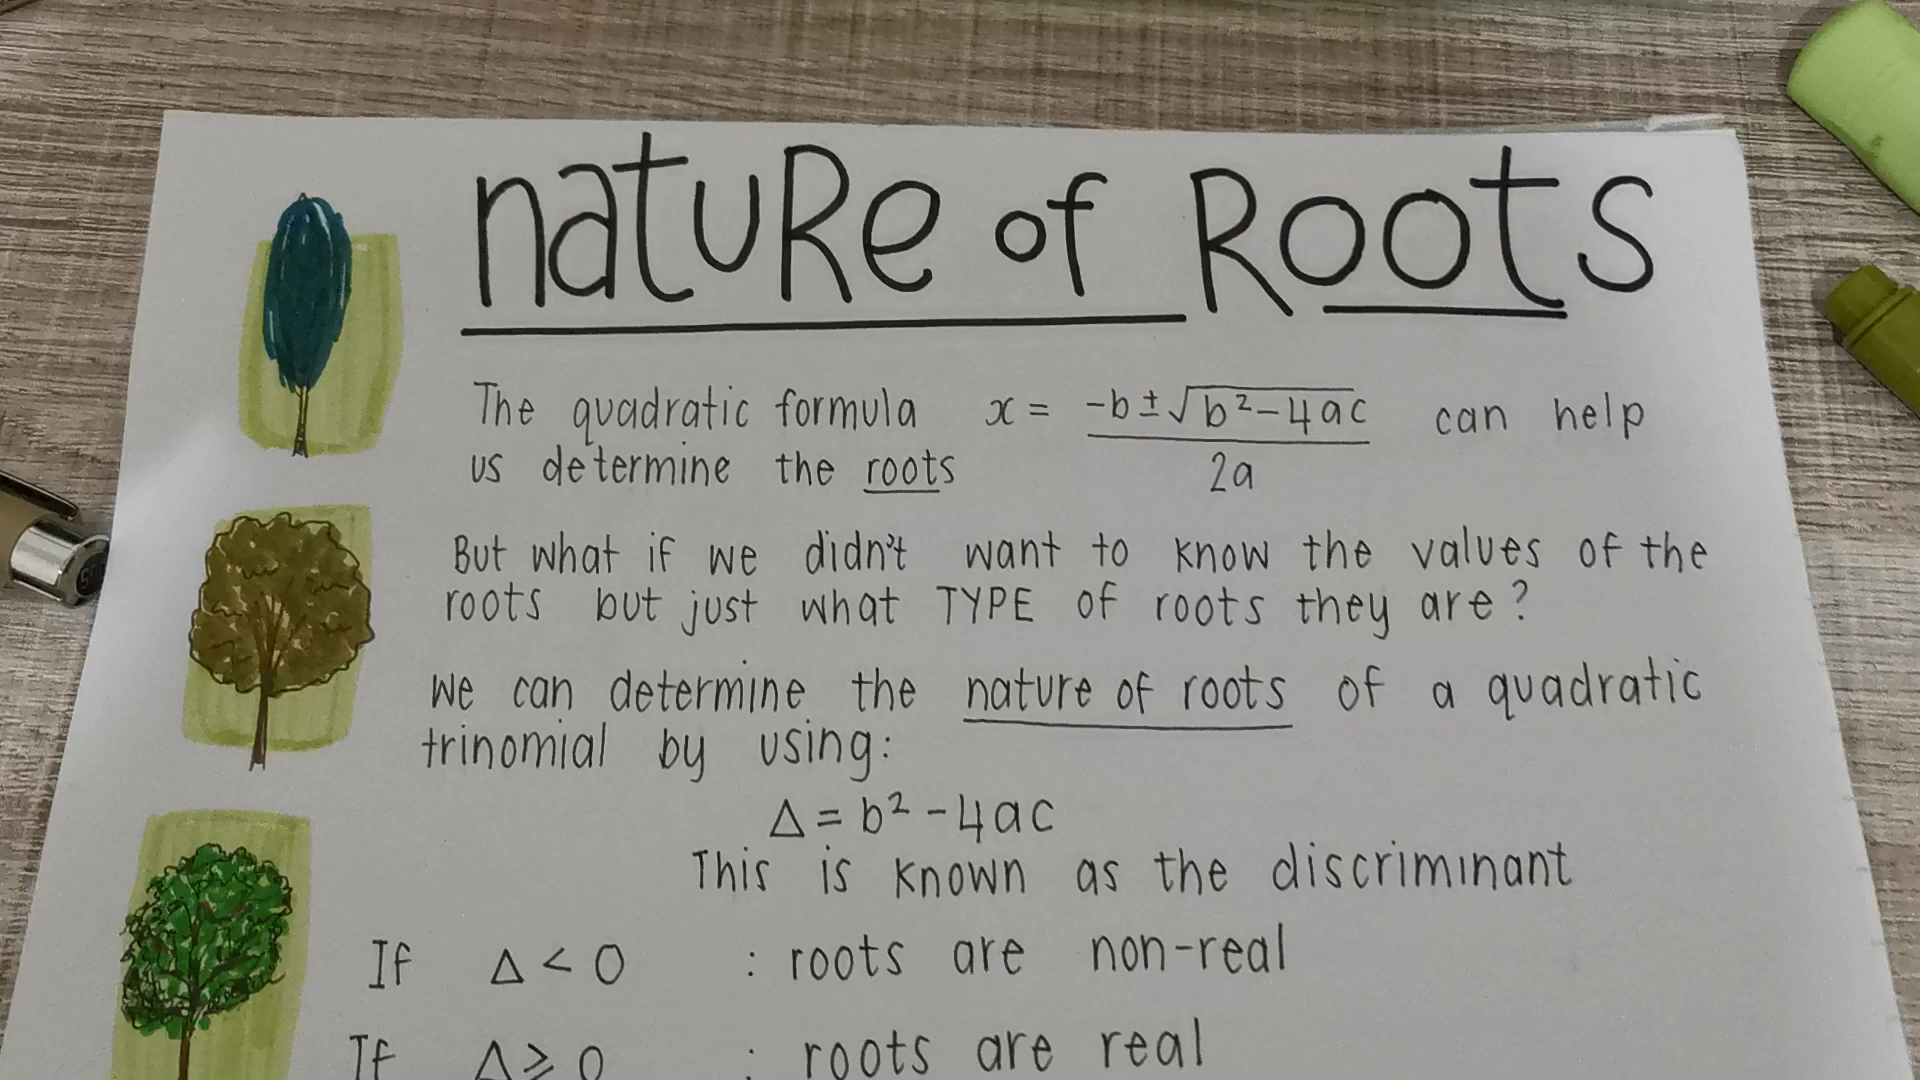 natuRe of Roots
The quadratic formula x = -b±√b²-4ac / 2a can help
us determine the roots
But what if we didn't want to know the values of the
roots but just what TYPE of roots they are?
We can determine the nature of roots of a quadratic
trinomial by using:
Δ = b² - 4ac
This is known as the discriminant
If Δ < 0 : roots are non-real
If Δ ⩾ 0 : roots are real